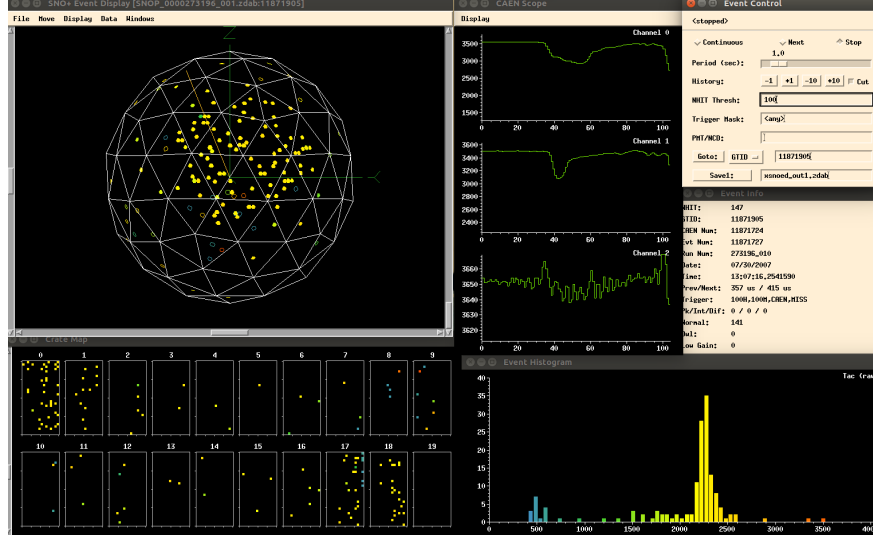 SNO+ Event Display [SNOP_0000273196_001.zdab:11871905]
File Move Display Data Windows
Z
Y
Crate Map
0 1 2 3 4 5 6 7 8 9
10 11 12 13 14 15 16 17 18 19
CAEN Scope
Display
Channel 0
3500
3000
2500
2000
1500
0 20 40 60 80 100
Channel 1
3600
3400
3200
3000
2800
2600
2400
0 20 40 60 80 100
Channel 2
3660
3650
3640
3630
3620
0 20 40 60 80 100
Event Control
<stopped>
Continuous Next Stop
1.0
Period (sec):
History: -1 +1 -10 +10 Cut
NHIT Thresh: 100
Trigger Mask: <any>
PMT/NCD:
Goto: GTID 11871905
Save1: xsnoed_out1.zdab
Event Info
NHIT: 147
GTID: 11871905
CAEN Num: 11871724
Evt Num: 11871727
Run Num: 273196_010
Date: 07/30/2007
Time: 13:07:16.2541590
Prev/Next: 357 us / 415 us
Trigger: 100H,100M,CAEN,MISS
Pk/Int/Dif: 0 / 0 / 0
Normal: 141
Owl: 0
Low Gain: 0
Event Histogram
Tac (raw
40
35
30
25
20
15
10
5
0
0 500 1000 1500 2000 2500 3000 3500 400